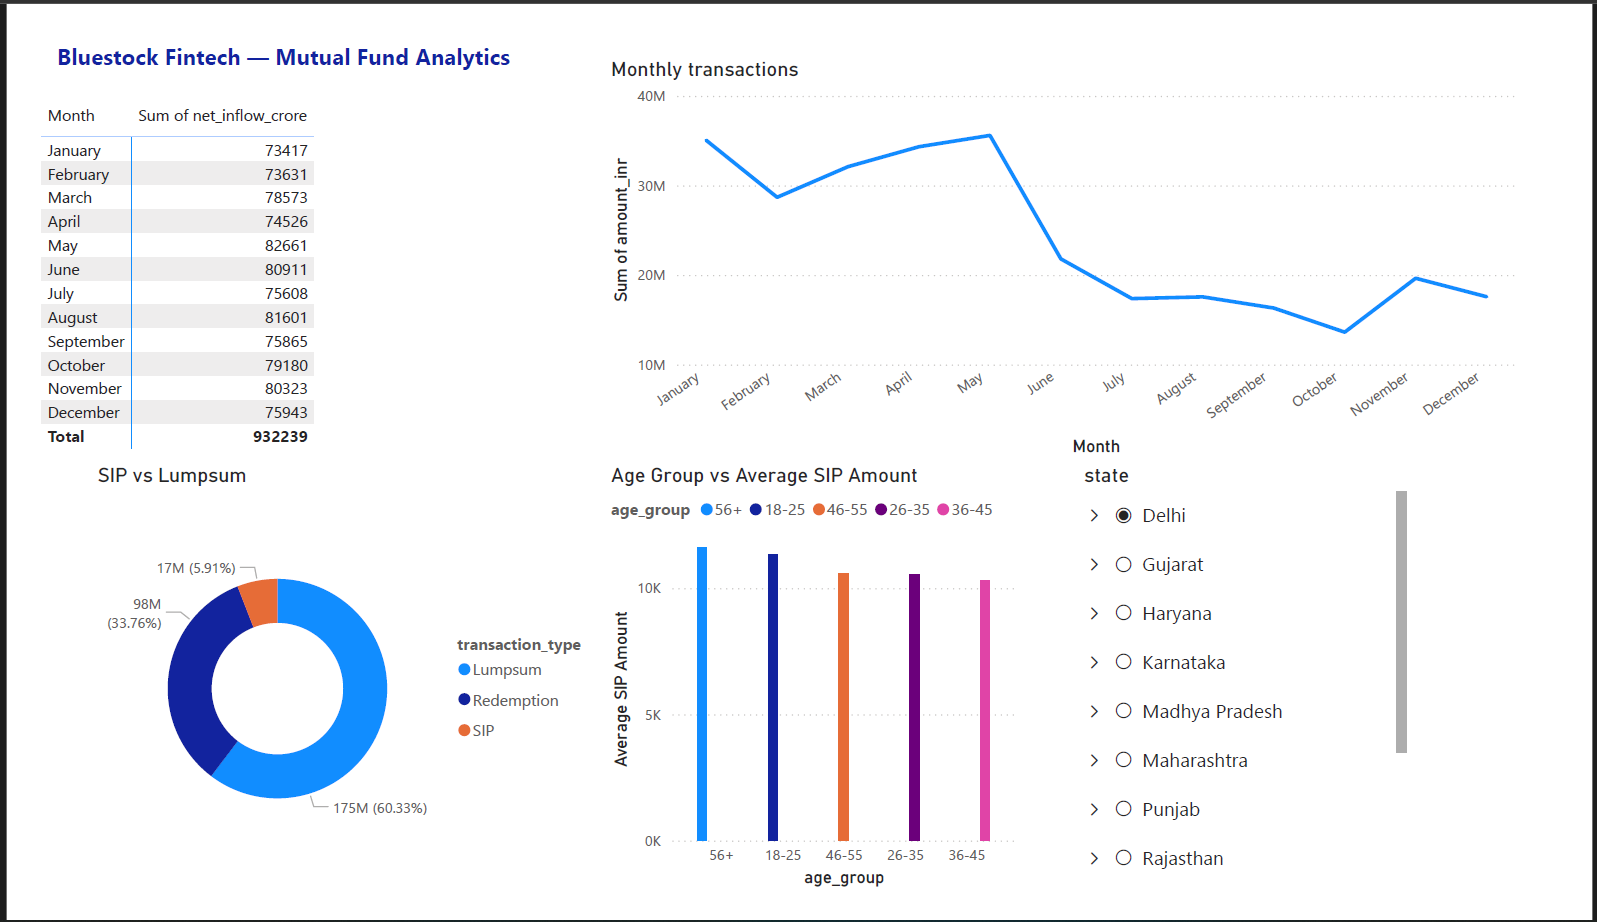 Bluestock Fintech — Mutual Fund Analytics
Month Sum of net_inflow_crore
January 73417
February 73631
March 78573
April 74526
May 82661
June 80911
July 75608
August 81601
September 75865
October 79180
November 80323
December 75943
Total 932239
Monthly transactions
Sum of amount_inr
40M
30M
20M
10M
January February March April May June July August September October November December
SIP vs Lumpsum
17M (5.91%)
98M
(33.76%)
175M (60.33%)
transaction_type
Lumpsum
Redemption
SIP
Age Group vs Average SIP Amount
age_group 56+ 18-25 46-55 26-35 36-45
Average SIP Amount
10K
5K
0K
56+ 18-25 46-55 26-35 36-45
age_group
Month
state
Delhi
Gujarat
Haryana
Karnataka
Madhya Pradesh
Maharashtra
Punjab
Rajasthan